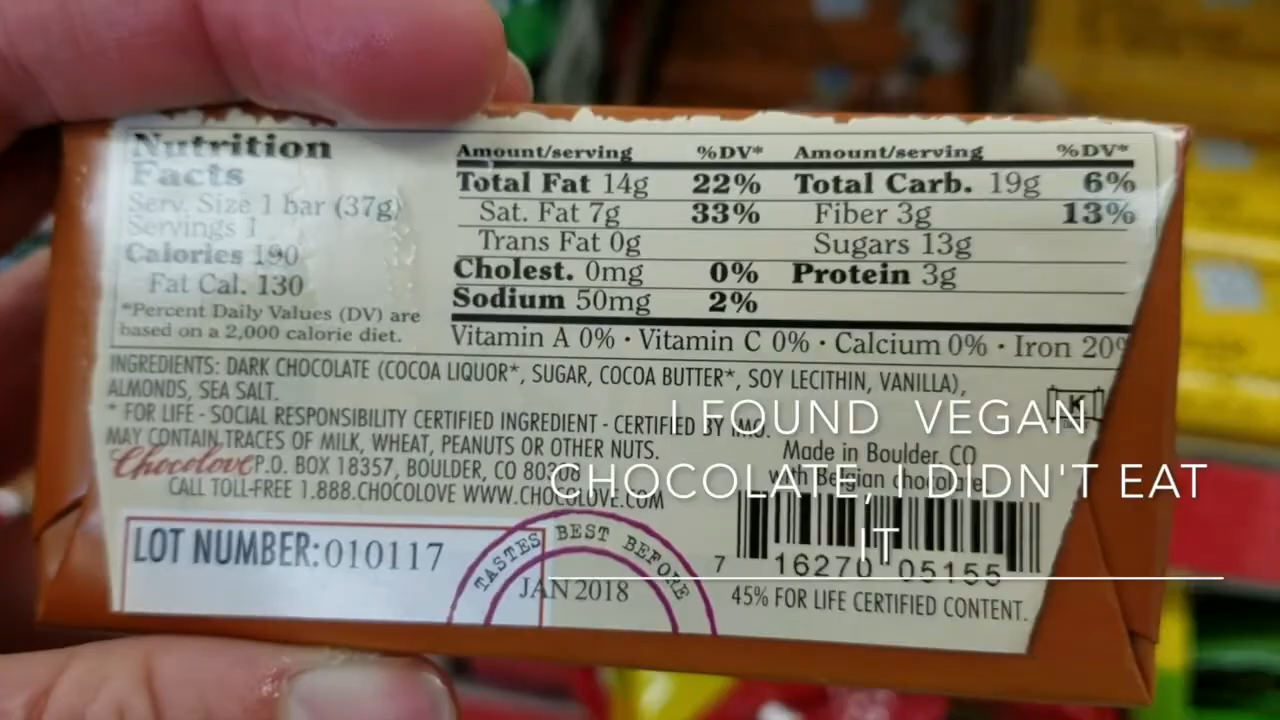 Nutrition
Facts
Serv. Size 1 bar (37g)
Servings 1
Calories 190
Fat Cal. 130
*Percent Daily Values (DV) are
based on a 2,000 calorie diet.
Amount/serving %DV* Amount/serving %DV*
Total Fat 14g 22% Total Carb. 19g 6%
Sat. Fat 7g 33% Fiber 3g 13%
Trans Fat 0g Sugars 13g
Cholest. 0mg 0% Protein 3g
Sodium 50mg 2%
Vitamin A 0% · Vitamin C 0% · Calcium 0% · Iron 20%
INGREDIENTS: DARK CHOCOLATE (COCOA LIQUOR*, SUGAR, COCOA BUTTER*, SOY LECITHIN, VANILLA),
ALMONDS, SEA SALT.
* FOR LIFE - SOCIAL RESPONSIBILITY CERTIFIED INGREDIENT - CERTIFIED BY IMO.
MAY CONTAIN TRACES OF MILK, WHEAT, PEANUTS OR OTHER NUTS.
Chocolove P.O. BOX 18357, BOULDER, CO 80308
CALL TOLL-FREE 1.888.CHOCOLOVE WWW.CHOCOLOVE.COM
K
Made in Boulder, CO
with Belgian chocolate
I FOUND VEGAN
CHOCOLATE, I DIDN'T EAT
IT
LOT NUMBER: 010117
TASTES BEST BEFORE
JAN 2018
7 16270 05155
45% FOR LIFE CERTIFIED CONTENT.